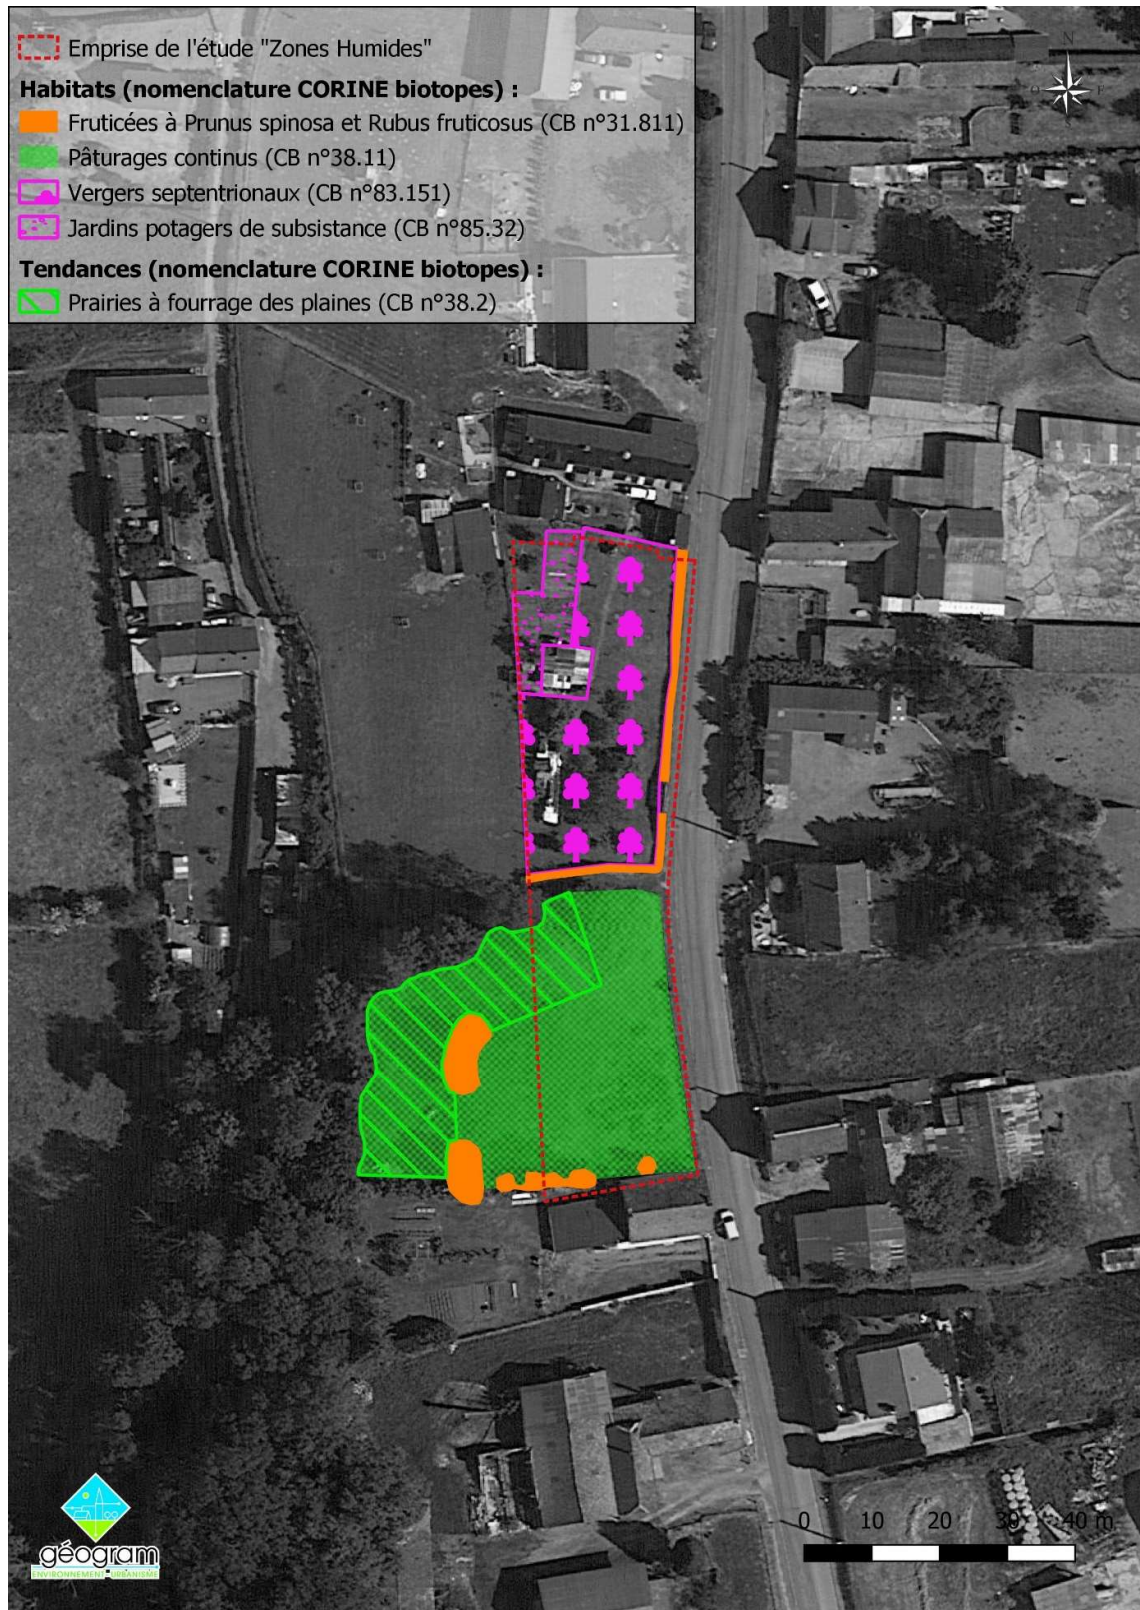 Emprise de l'étude "Zones Humides"
Habitats (nomenclature CORINE biotopes) :
Fruticées à Prunus spinosa et Rubus fruticosus (CB n°31.811)
Pâturages continus (CB n°38.11)
Vergers septentrionaux (CB n°83.151)
Jardins potagers de subsistance (CB n°85.32)
Tendances (nomenclature CORINE biotopes) :
Prairies à fourrage des plaines (CB n°38.2)
N
O E
S
0 10 20 30 40 m
géogram
ENVIRONNEMENT-URBANISME